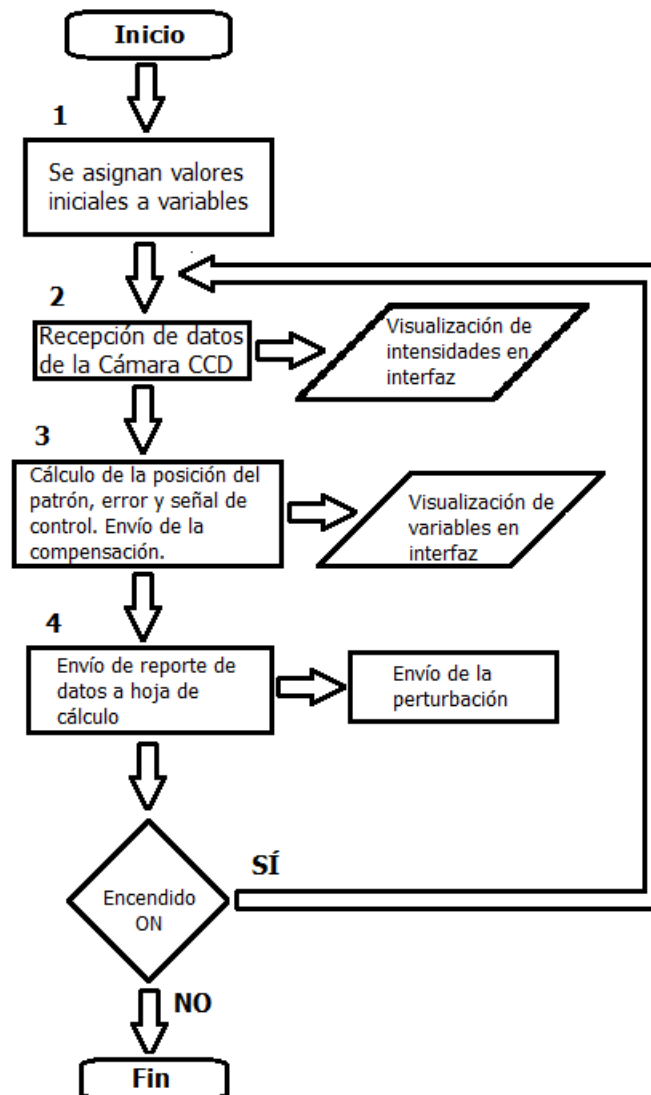 Inicio
1
Se asignan valores
iniciales a variables
2
Recepción de datos
de la Cámara CCD
Visualización de
intensidades en
interfaz
3
Cálculo de la posición del
patrón, error y señal de
control. Envío de la
compensación.
Visualización de
variables en
interfaz
4
Envío de reporte de
datos a hoja de
cálculo
Envío de la
perturbación
SÍ
Encendido
ON
NO
Fin